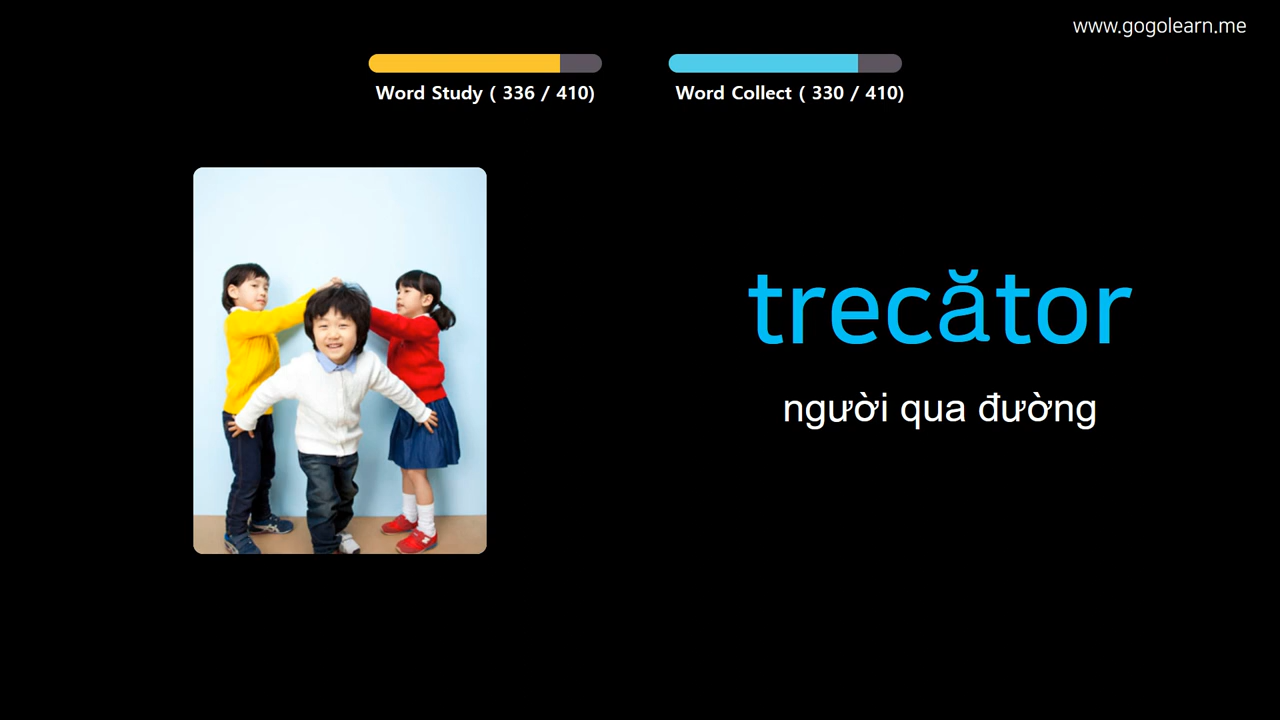 www.gogolearn.me
Word Study ( 336 / 410)
Word Collect ( 330 / 410)
trecător
người qua đường